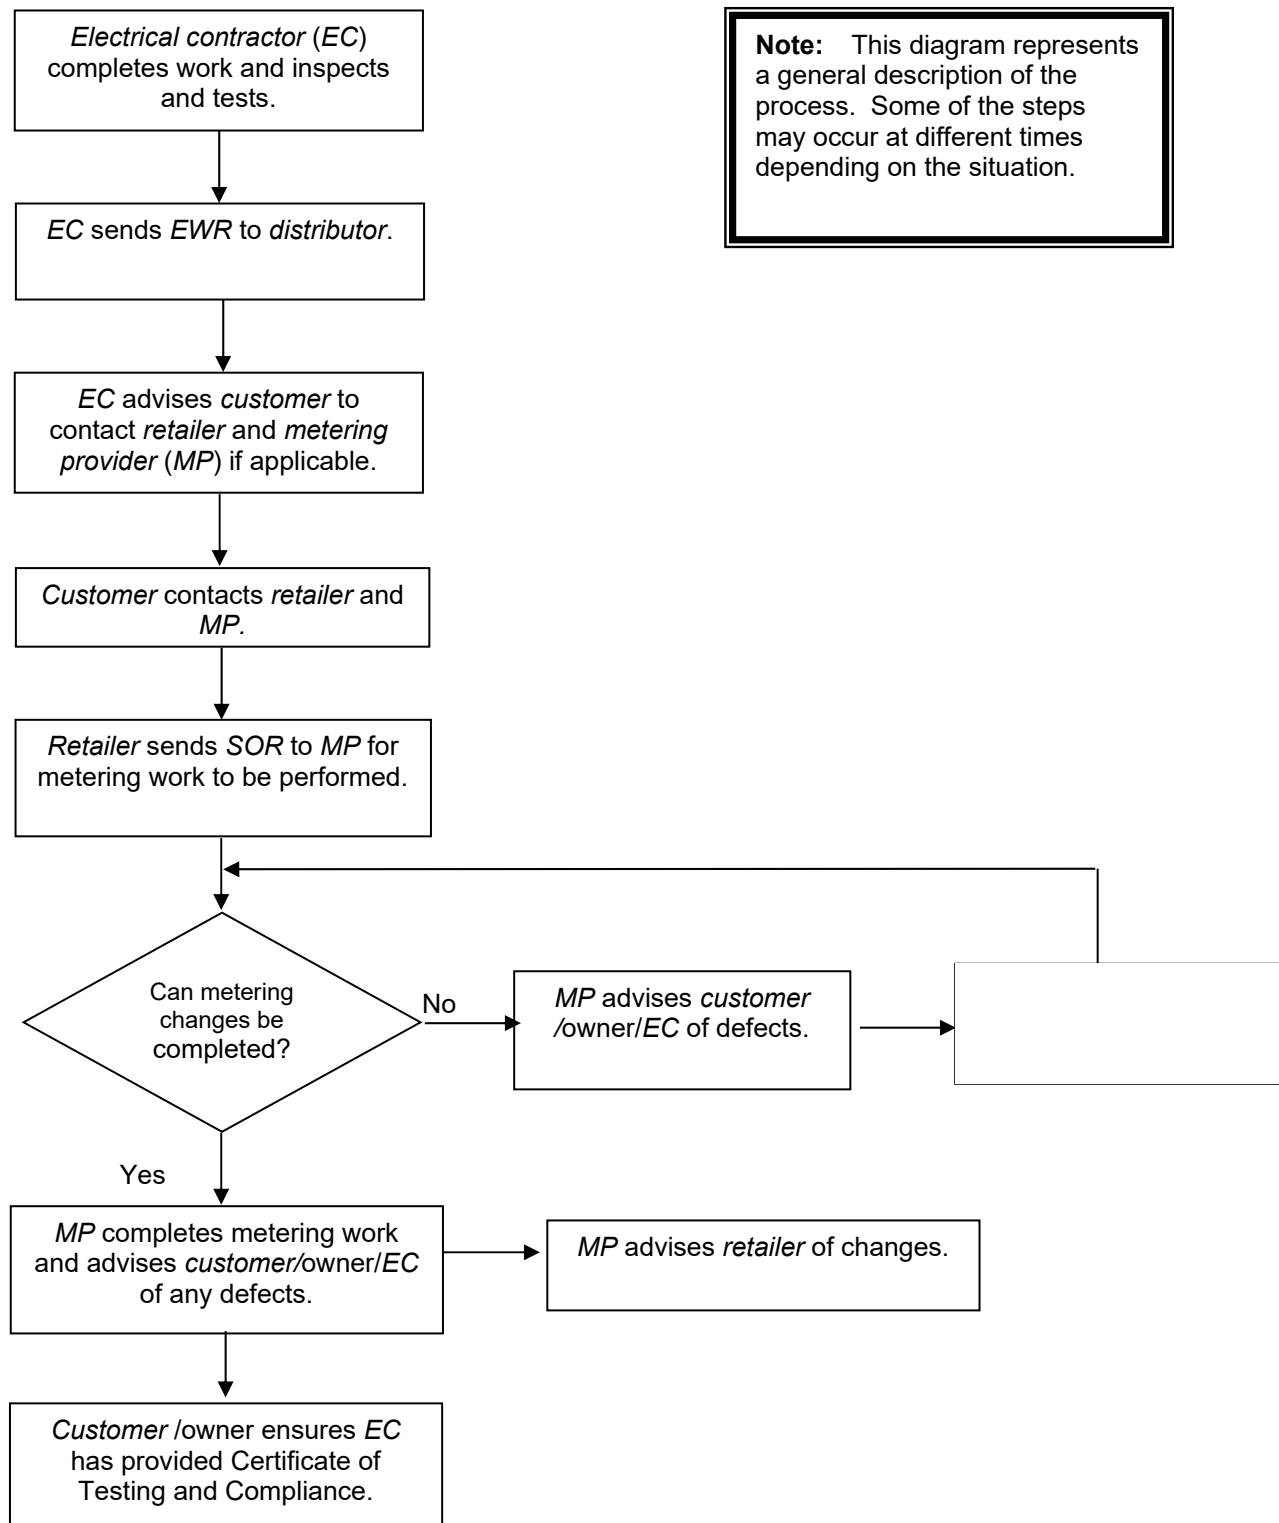 Electrical contractor (EC)
completes work and inspects
and tests.
Note: This diagram represents
a general description of the
process. Some of the steps
may occur at different times
depending on the situation.
EC sends EWR to distributor.
EC advises customer to
contact retailer and metering
provider (MP) if applicable.
Customer contacts retailer and
MP.
Retailer sends SOR to MP for
metering work to be performed.
Can metering
changes be
completed?
No
MP advises customer
/owner/EC of defects.
Yes
MP completes metering work
and advises customer/owner/EC
of any defects.
MP advises retailer of changes.
Customer /owner ensures EC
has provided Certificate of
Testing and Compliance.